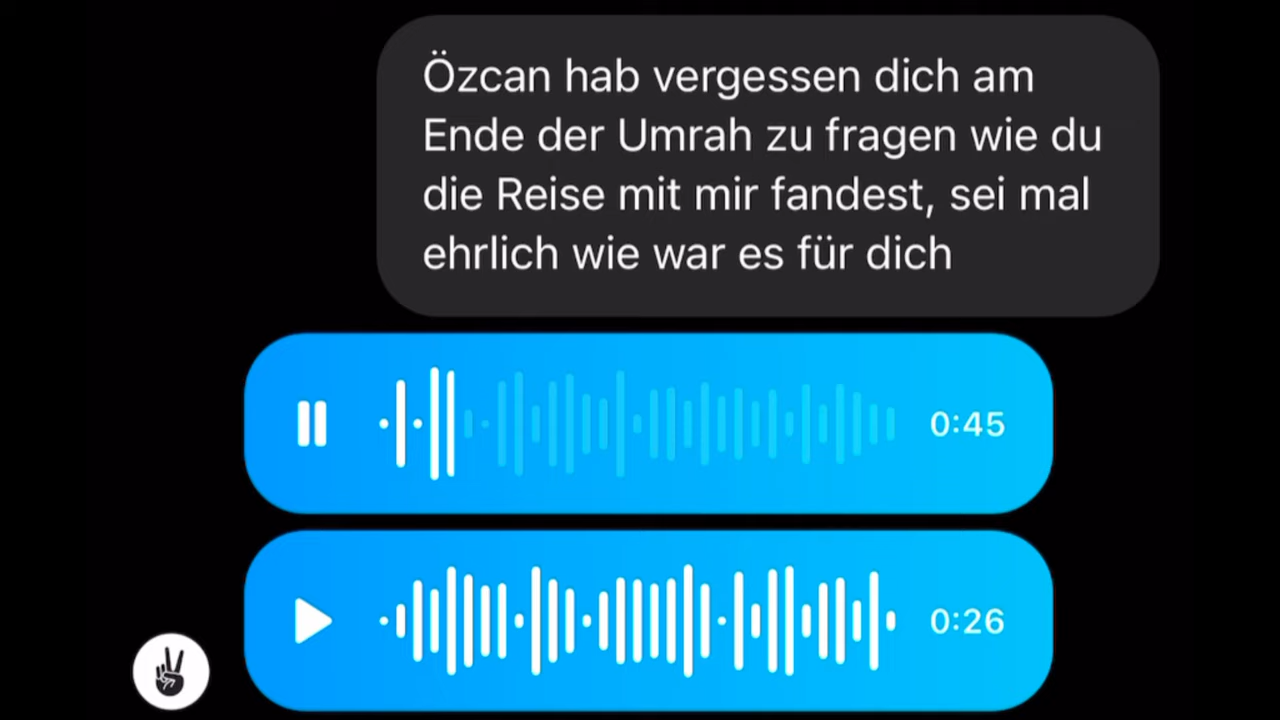 Özcan hab vergessen dich am
Ende der Umrah zu fragen wie du
die Reise mit mir fandest, sei mal
ehrlich wie war es für dich
0:45
0:26